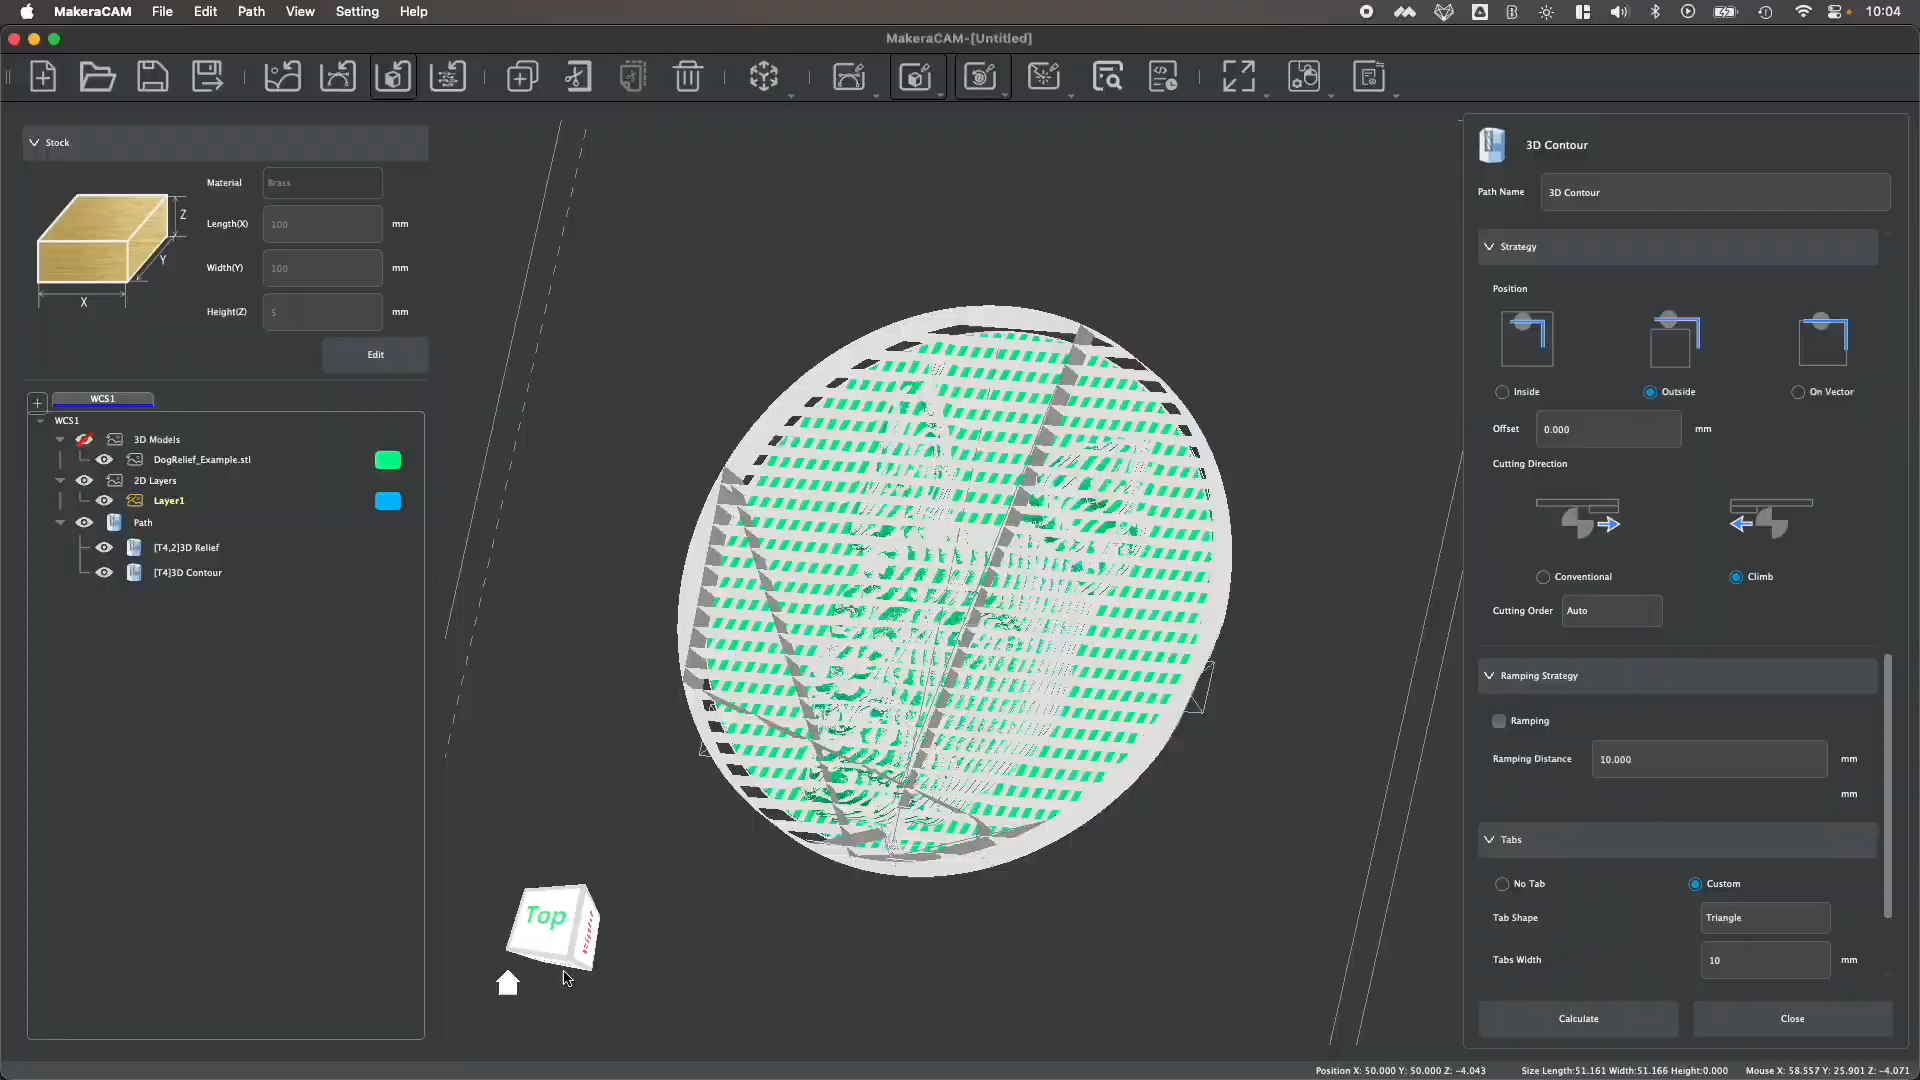 MakeraCAM File Edit Path View Setting Help 10:04
MakeraCAM-[Untitled]
Stock
Material Brass
Length(X) 100 mm
Width(Y) 100 mm
Height(Z) 5 mm
Z
Y
X
Edit
+ WCS1
WCS1
3D Models
DogRelief_Example.stl
2D Layers
Layer1
Path
[T4,2]3D Relief
[T4]3D Contour
Top
3D Contour
Path Name 3D Contour
Strategy
Position
Inside Outside On Vector
Offset 0.000 mm
Cutting Direction
Conventional Climb
Cutting Order Auto
Ramping Strategy
Ramping
Ramping Distance 10.000 mm
mm
Tabs
No Tab Custom
Tab Shape Triangle
Tabs Width 10 mm
Calculate Close
Position X: 50.000 Y: 50.000 Z: -4.043 Size Length:51.161 Width:51.166 Height:0.000 Mouse X: 58.557 Y: 25.901 Z: -4.071